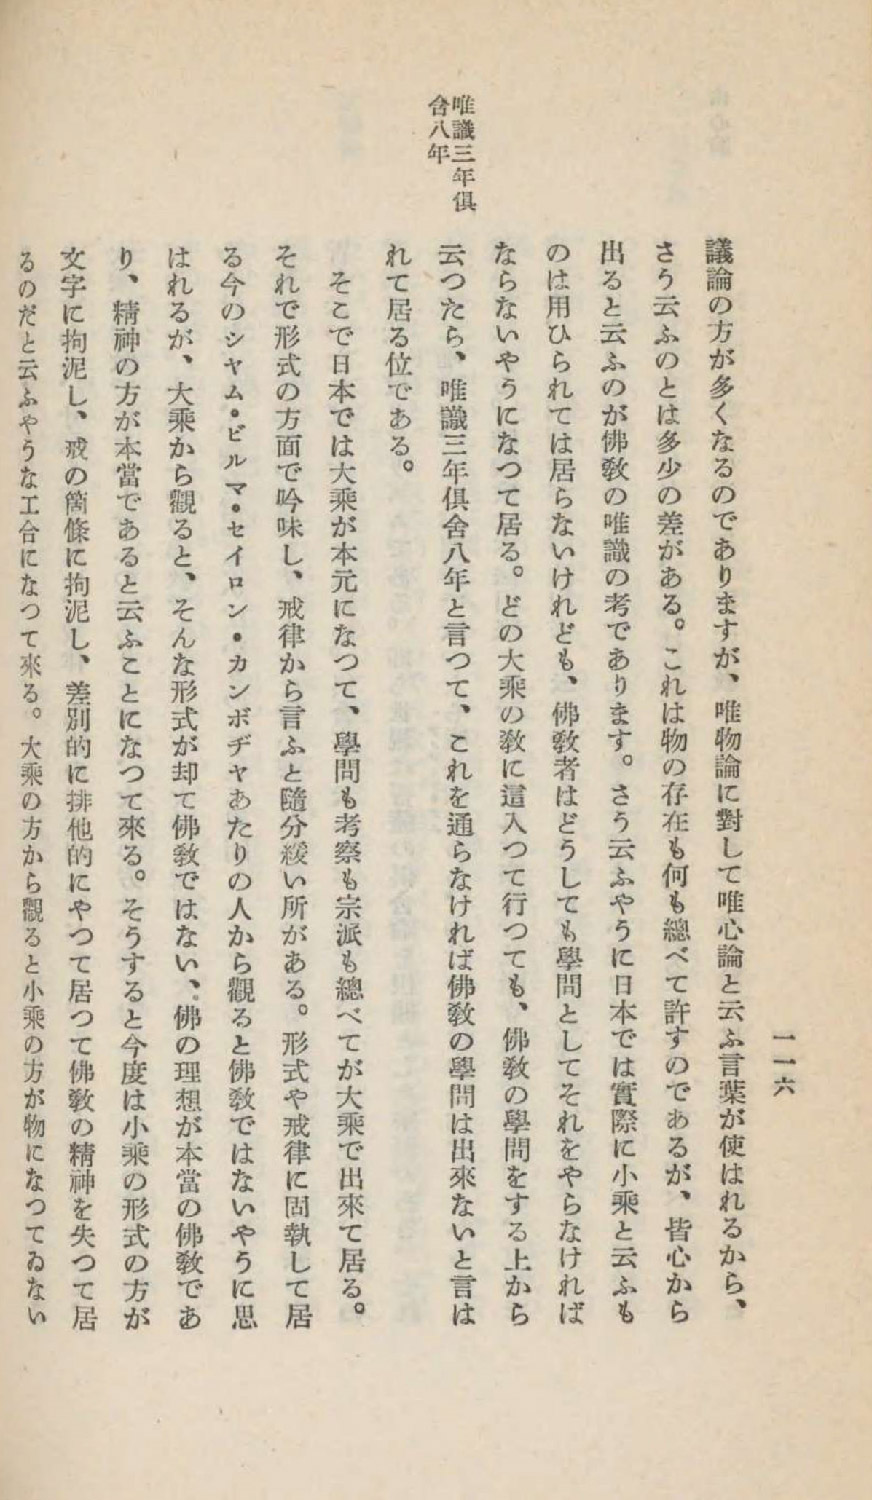 一一六
唯識三年俱
舍八年
議論の方が多くなるのでありますが、唯物論に對して唯心論と云ふ言葉が使はれるから、
さう云ふのとは多少の差がある。これは物の存在も何も總べて許すのであるが、皆心から
出ると云ふのが佛敎の唯識の考であります。さう云ふやうに日本では實際に小乘と云ふも
のは用ひられては居らないけれども、佛敎者はどうしても學問としてそれをやらなければ
ならないやうになつて居る。どの大乘の敎に這入つて行つても、佛敎の學問をする上から
云つたら、唯識三年俱舍八年と言つて、これを通らなければ佛敎の學問は出來ないと言は
れて居る位である。
そこで日本では大乘が本元になつて、學問も考察も宗派も總べてが大乘で出來て居る。
それで形式の方面で吟味し、戒律から言ふと隨分緩い所がある。形式や戒律に固執して居
る今のシヤム・ビルマ・セイロン・カンボヂヤあたりの人から觀ると佛敎ではないやうに思
はれるが、大乘から觀ると、そんな形式が却て佛敎ではない、佛の理想が本當の佛敎であ
り、精神の方が本當であると云ふことになつて來る。そうすると今度は小乘の形式の方が
文字に拘泥し、戒の箇條に拘泥し、差別的に排他的にやつて居つて佛敎の精神を失つて居
るのだと云ふやうな工合になつて來る。大乘の方から觀ると小乘の方が物になつてゐない